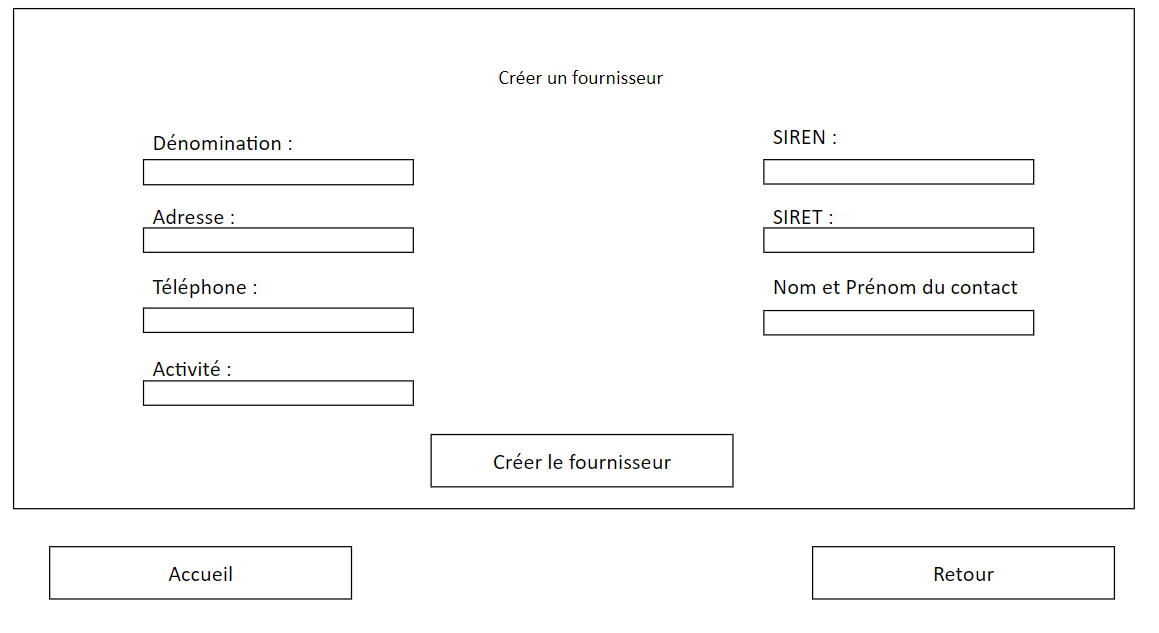 Créer un fournisseur
Dénomination :
SIREN :
Adresse :
SIRET :
Téléphone :
Nom et Prénom du contact
Activité :
Créer le fournisseur
Accueil
Retour